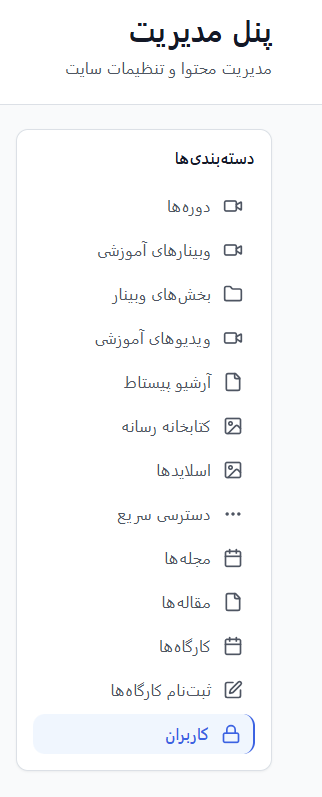 پنل مدیریت
مدیریت محتوا و تنظیمات سایت
دسته‌بندی‌ها
دوره‌ها
وبینارهای آموزشی
بخش‌های وبینار
ویدیوهای آموزشی
آرشیو پیستاط
کتابخانه رسانه
اسلایدها
دسترسی سریع
مجله‌ها
مقاله‌ها
کارگاه‌ها
ثبت‌نام کارگاه‌ها
کاربران